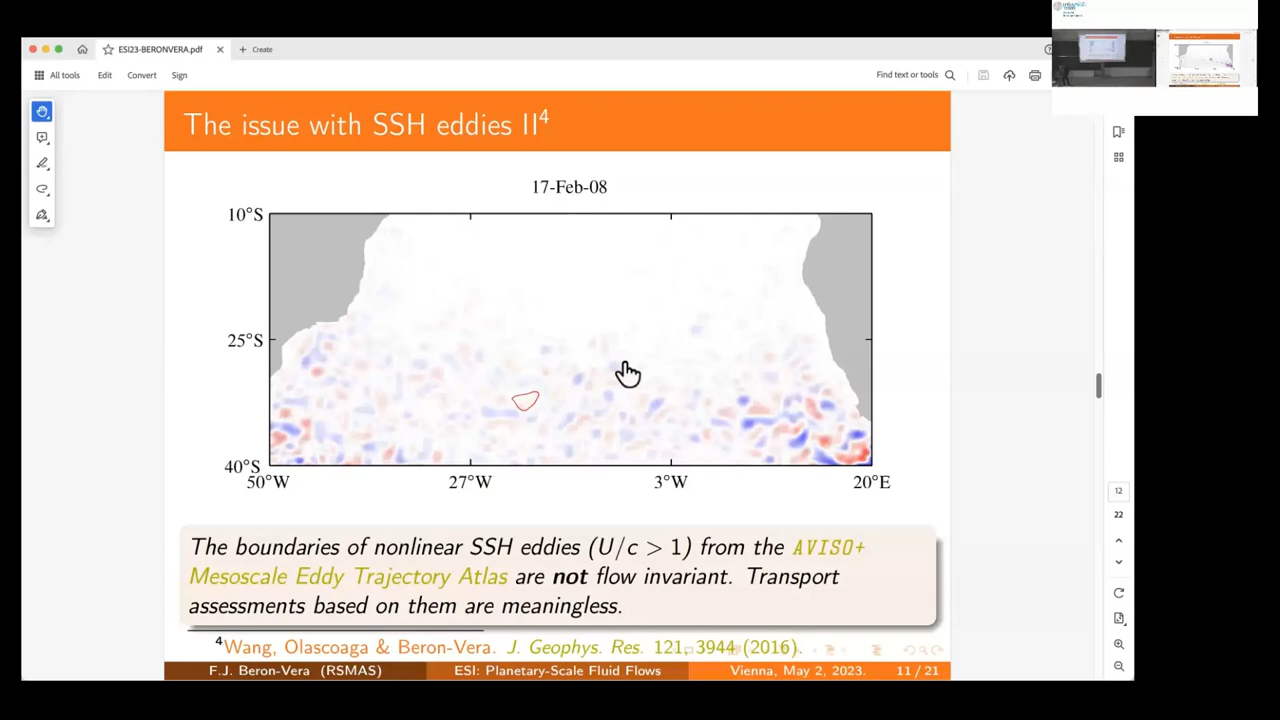 ESI23-BERONVERA.pdf
Create
All tools
Edit
Convert
Sign
Find text or tools
The issue with SSH eddies II⁴
17-Feb-08
10°S
25°S
40°S
50°W
27°W
3°W
20°E
The boundaries of nonlinear SSH eddies (U/c > 1) from the AVISO+
Mesoscale Eddy Trajectory Atlas are not flow invariant. Transport
assessments based on them are meaningless.
⁴Wang, Olascoaga & Beron-Vera. J. Geophys. Res. 121, 3944 (2016).
F.J. Beron-Vera (RSMAS)
ESI: Planetary-Scale Fluid Flows
Vienna, May 2, 2023.
11 / 21
12
22